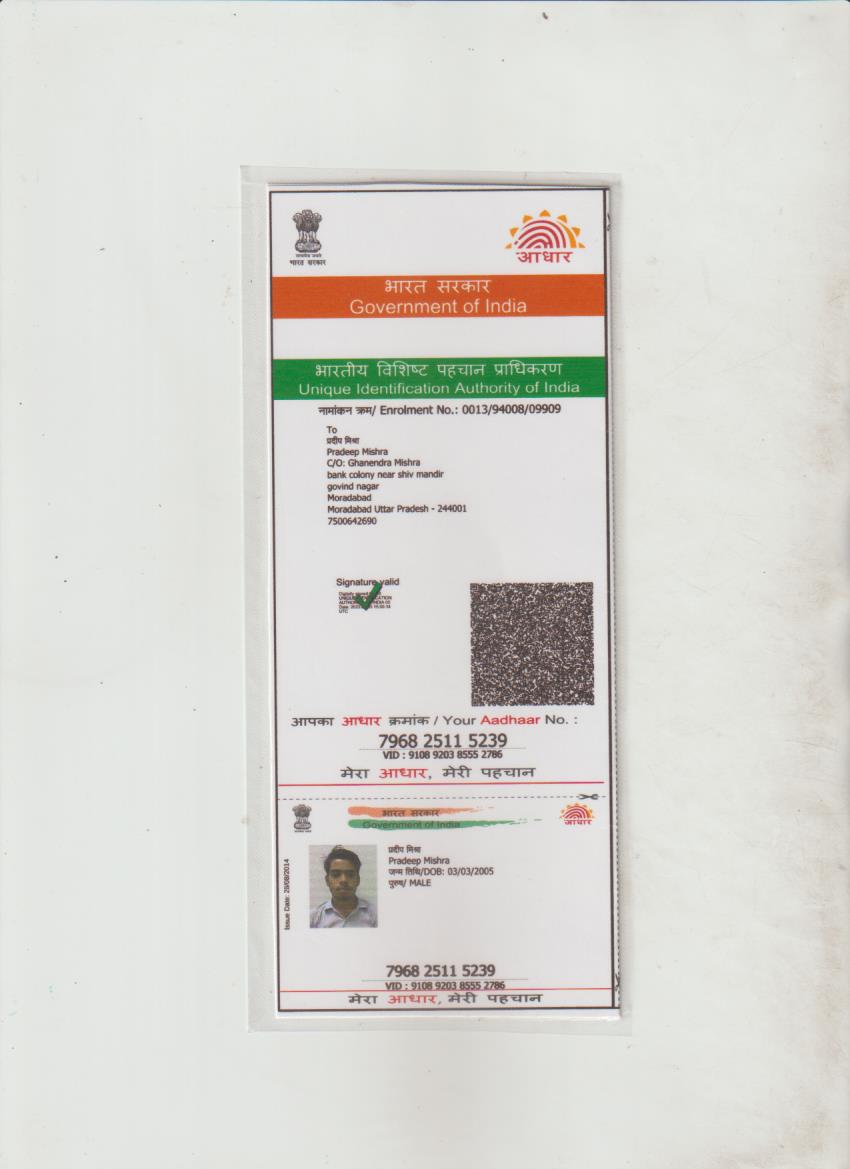 भारत सरकार
आधार
भारत सरकार
Government of India
भारतीय विशिष्ट पहचान प्राधिकरण
Unique Identification Authority of India
नामांकन क्रम/ Enrolment No.: 0013/94008/09909
To
प्रदीप मिश्रा
Pradeep Mishra
C/O: Ghanendra Mishra
bank colony near shiv mandir
govind nagar
Moradabad
Moradabad Uttar Pradesh - 244001
7500642690
Signature valid
आपका आधार क्रमांक / Your Aadhaar No. :
7968 2511 5239
VID : 9108 9203 8555 2786
मेरा आधार, मेरी पहचान
भारत सरकार
Government of India
आधार
Issue Date: 29/08/2014
प्रदीप मिश्रा
Pradeep Mishra
जन्म तिथि/DOB: 03/03/2005
पुरुष/ MALE
7968 2511 5239
VID : 9108 9203 8555 2786
मेरा आधार, मेरी पहचान